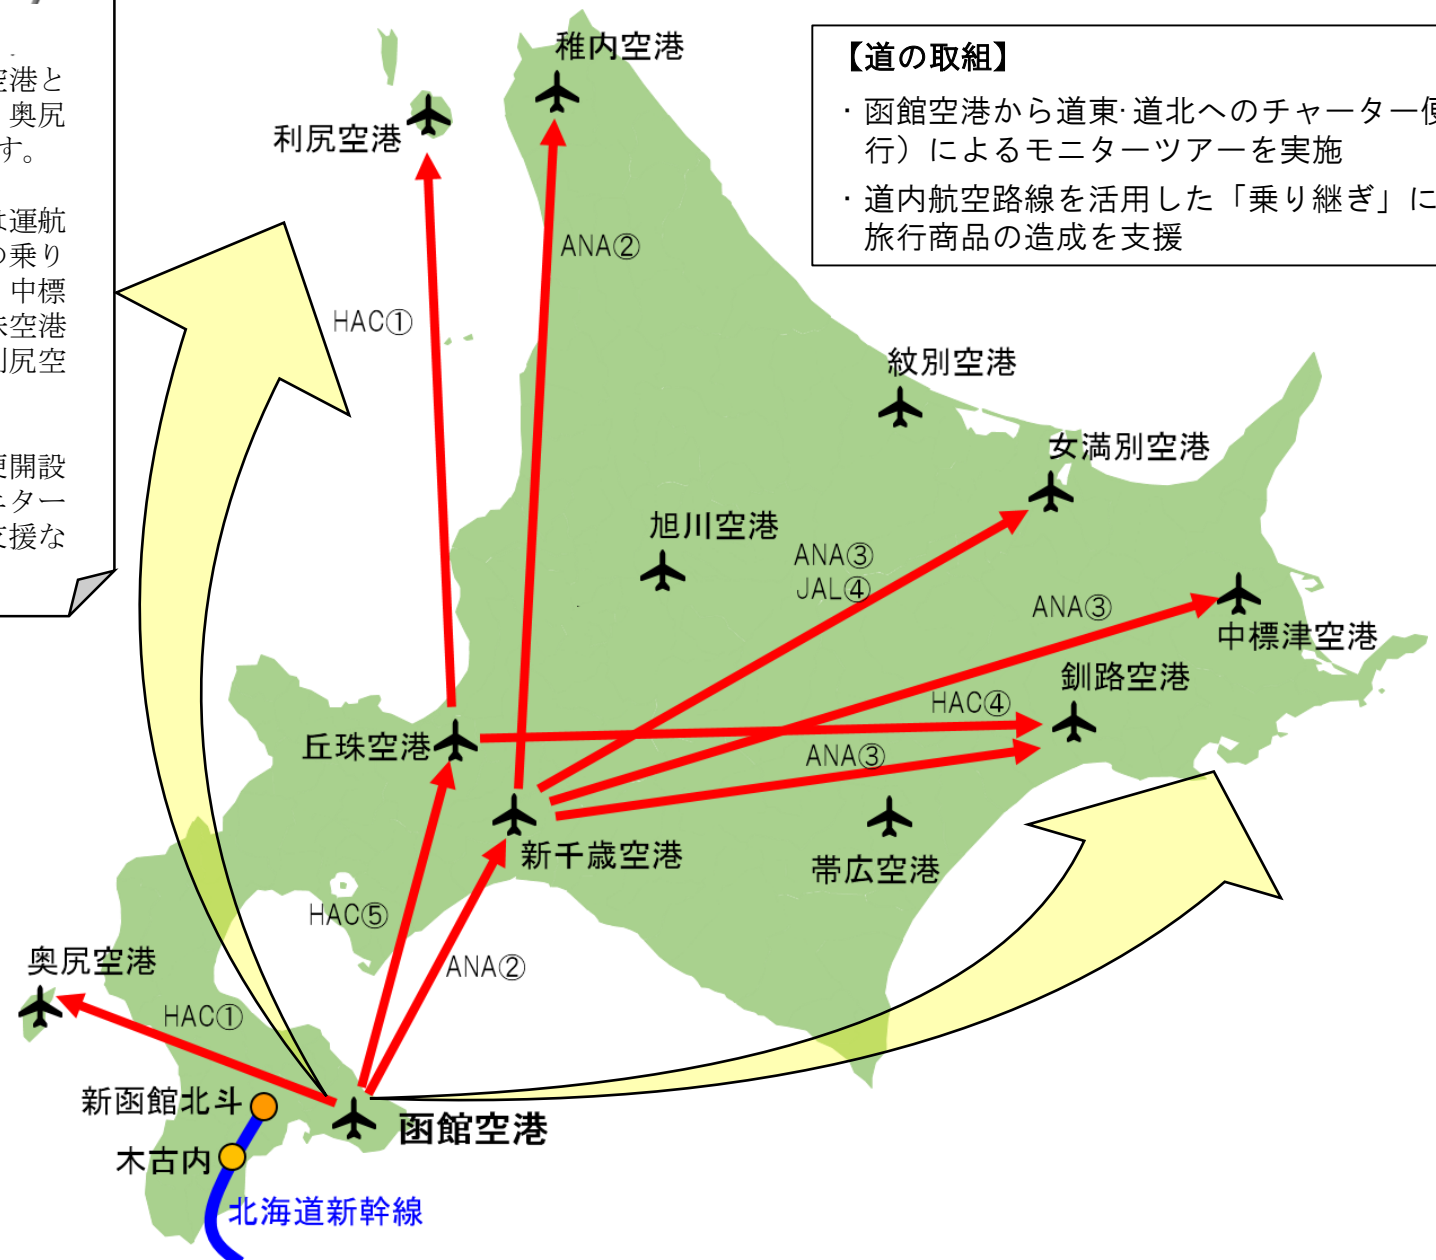 空港と
奥尻
す。
は運航
の乗り
中標
珠空港
利尻空
便開設
ニター
支援な
【道の取組】
・函館空港から道東･道北へのチャーター便
行）によるモニターツアーを実施
・道内航空路線を活用した「乗り継ぎ」に
旅行商品の造成を支援
稚内空港
利尻空港
ANA②
HAC①
紋別空港
女満別空港
旭川空港
ANA③
JAL④
ANA③
中標津空港
釧路空港
HAC④
丘珠空港
ANA③
新千歳空港
帯広空港
HAC⑤
ANA②
奥尻空港
HAC①
新函館北斗
函館空港
木古内
北海道新幹線